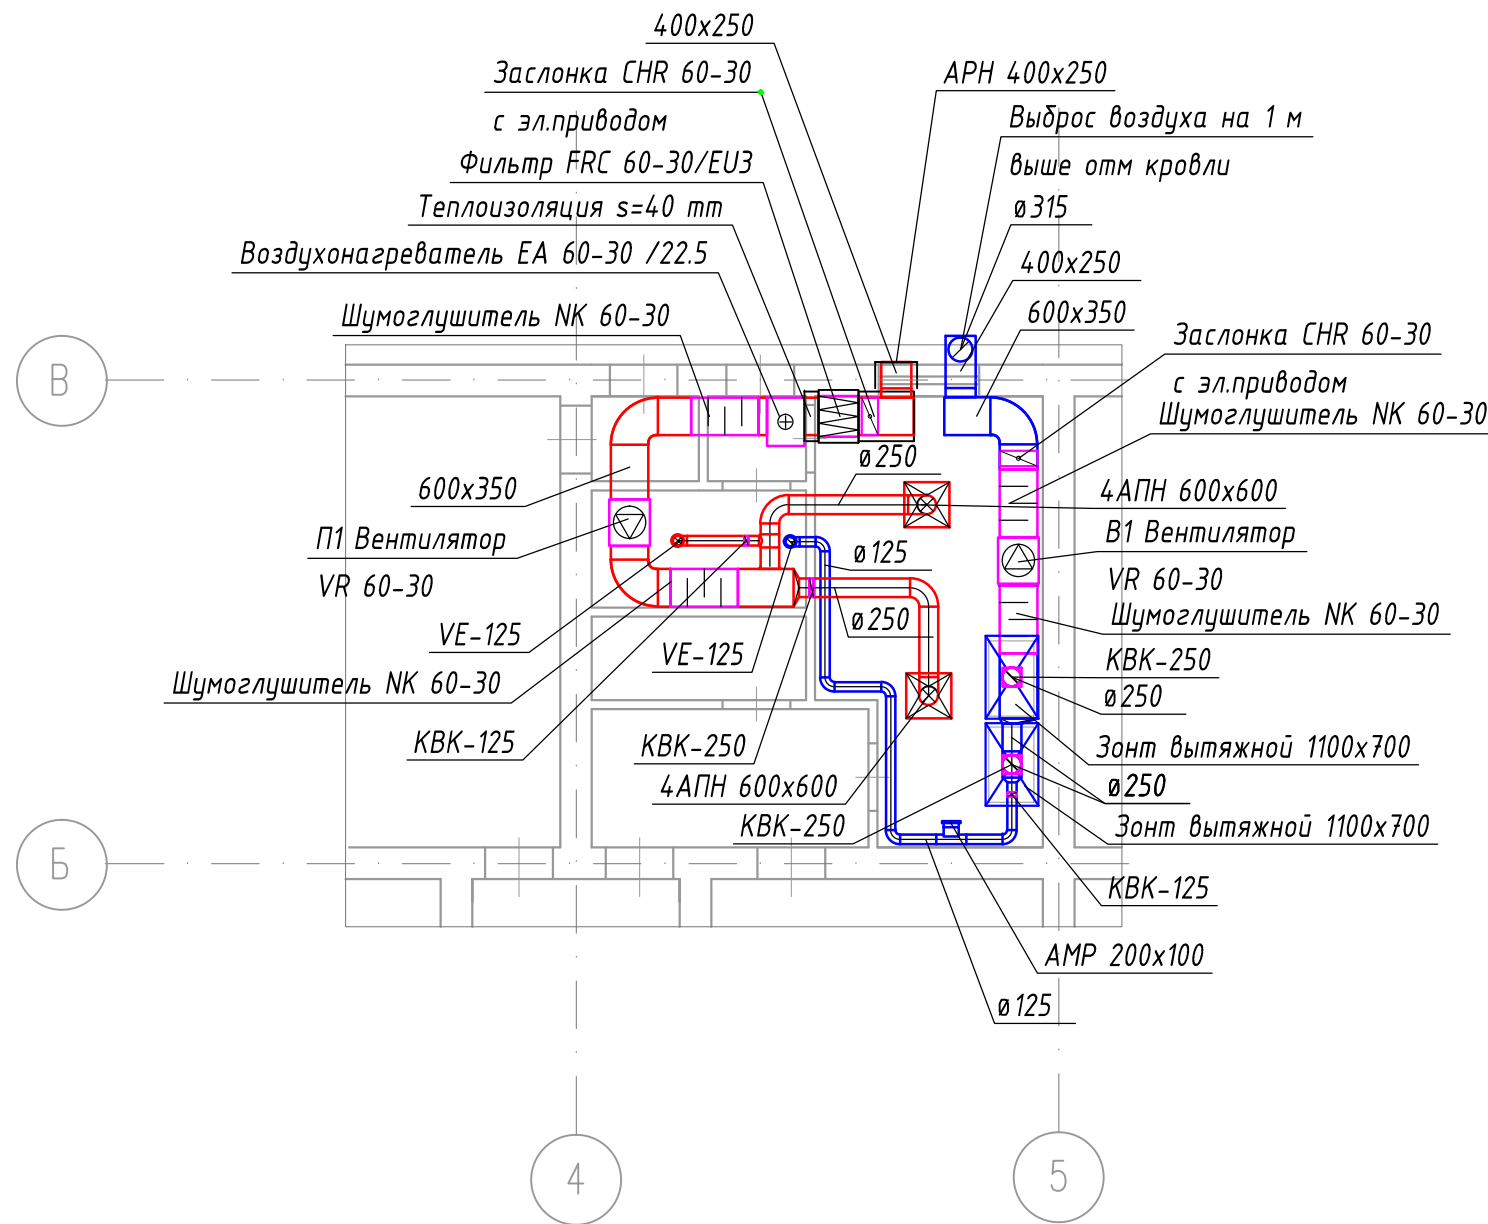 400x250
Заслонка CHR 60-30
с эл.приводом
АРН 400x250
Выброс воздуха на 1 м
выше отм кровли
Фильтр FRC 60-30/EU3
Теплоизоляция s=40 mm
ø315
Воздухонагреватель EA 60-30 /22.5
400x250
Шумоглушитель NK 60-30
600x350
Заслонка CHR 60-30
с эл.приводом
В
Шумоглушитель NK 60-30
ø250
600x350
4АПН 600x600
П1 Вентилятор
VR 60-30
ø125
В1 Вентилятор
VR 60-30
VE-125
ø250
Шумоглушитель NK 60-30
VE-125
КВК-250
Шумоглушитель NK 60-30
ø250
КВК-125
КВК-250
Зонт вытяжной 1100x700
4АПН 600x600
ø250
КВК-250
Зонт вытяжной 1100x700
Б
КВК-125
АМР 200x100
ø125
4
5